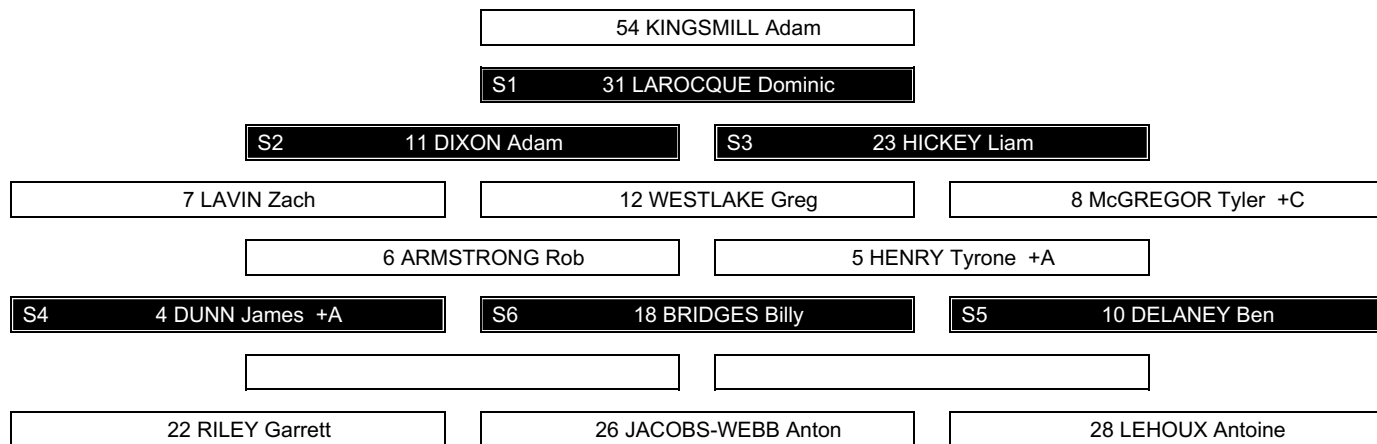 54 KINGSMILL Adam
S1 31 LAROCQUE Dominic
S2 11 DIXON Adam S3 23 HICKEY Liam
7 LAVIN Zach 12 WESTLAKE Greg 8 McGREGOR Tyler +C
6 ARMSTRONG Rob 5 HENRY Tyrone +A
S4 4 DUNN James +A S6 18 BRIDGES Billy S5 10 DELANEY Ben
22 RILEY Garrett 26 JACOBS-WEBB Anton 28 LEHOUX Antoine